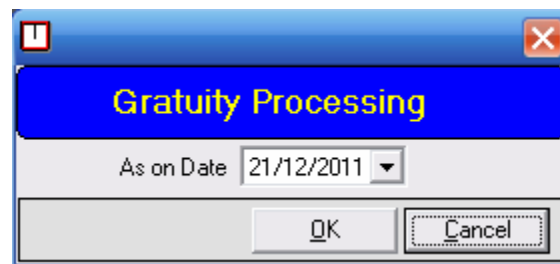 Gratuity Processing
As on Date 21/12/2011
OK Cancel